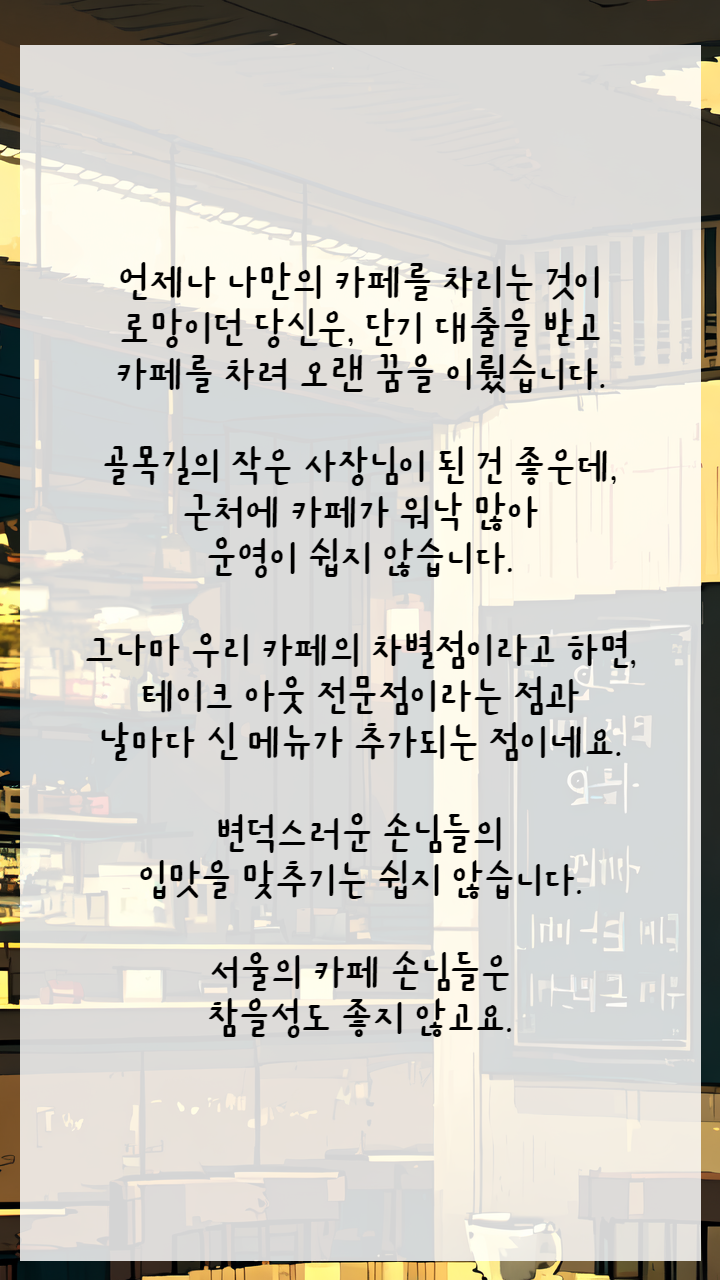 언제나 나만의 카페를 차리는 것이
로망이던 당신은, 단기 대출을 받고
카페를 차려 오랜 꿈을 이뤘습니다.
골목길의 작은 사장님이 된 건 좋은데,
근처에 카페가 워낙 많아
운영이 쉽지 않습니다.
그나마 우리 카페의 차별점이라고 하면,
테이크 아웃 전문점이라는 점과
날마다 신 메뉴가 추가되는 점이네요.
변덕스러운 손님들의
입맛을 맞추기는 쉽지 않습니다.
서울의 카페 손님들은
참을성도 좋지 않고요.